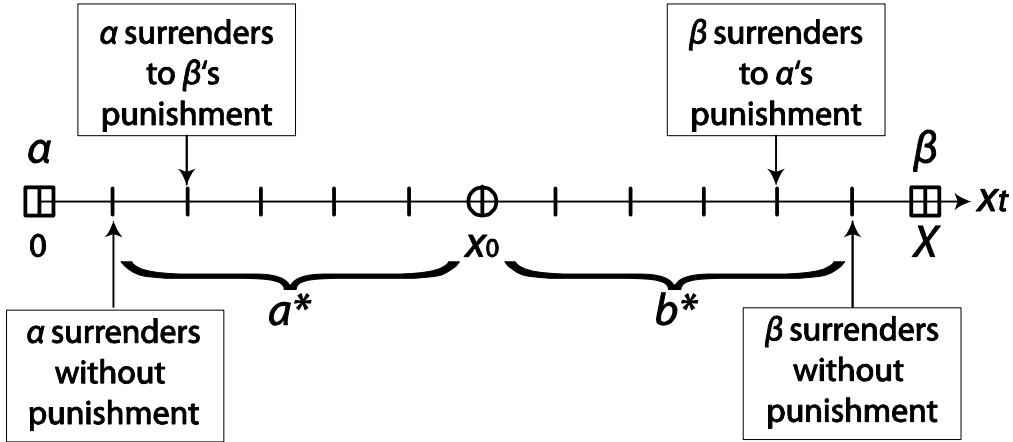 α surrenders
to β‘s
punishment
β surrenders
to α‘s
punishment
α
β
xt
0
x0
X
a*
b*
α surrenders
without
punishment
β surrenders
without
punishment